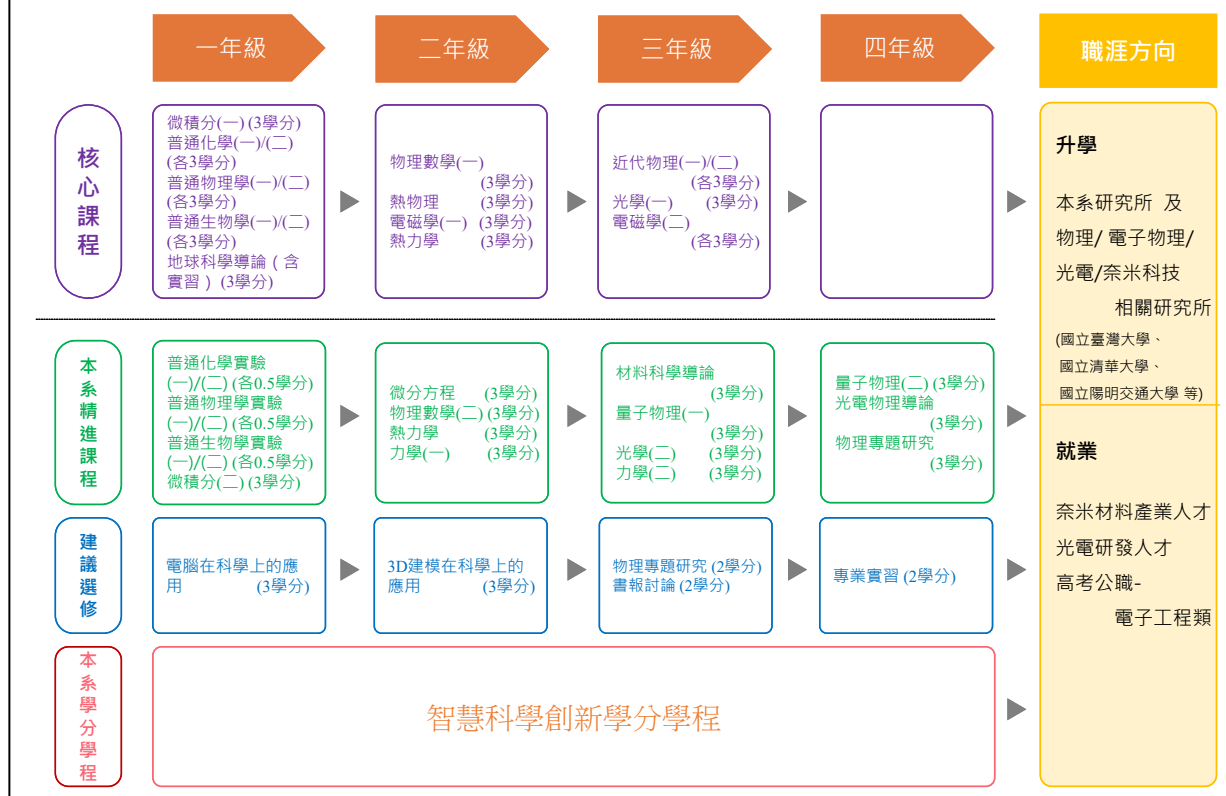 一年級
二年級
三年級
四年級
職涯方向
核
心
課
程
微積分(一) (3學分)
普通化學(一)/(二)
(各3學分)
普通物理學(一)/(二)
(各3學分)
普通生物學(一)/(二)
(各3學分)
地球科學導論（含
實習）(3學分)
物理數學(一)
(3學分)
熱物理 (3學分)
電磁學(一) (3學分)
熱力學 (3學分)
近代物理(一)/(二)
(各3學分)
光學(一) (3學分)
電磁學(二)
(各3學分)
本
系
精
進
課
程
普通化學實驗
(一)/(二) (各0.5學分)
普通物理學實驗
(一)/(二) (各0.5學分)
普通生物學實驗
(一)/(二) (各0.5學分)
微積分(二) (3學分)
微分方程 (3學分)
物理數學(二) (3學分)
熱力學 (3學分)
力學(一) (3學分)
材料科學導論
(3學分)
量子物理(一)
(3學分)
光學(二) (3學分)
力學(二) (3學分)
量子物理(二) (3學分)
光電物理導論
(3學分)
物理專題研究
(3學分)
建
議
選
修
電腦在科學上的應
用 (3學分)
3D建模在科學上的
應用 (3學分)
物理專題研究 (2學分)
書報討論 (2學分)
專業實習 (2學分)
本
系
學
分
學
程
智慧科學創新學分學程
升學
本系研究所 及
物理/ 電子物理/
光電/奈米科技
相關研究所
(國立臺灣大學、
國立清華大學、
國立陽明交通大學 等)
就業
奈米材料產業人才
光電研發人才
高考公職-
電子工程類